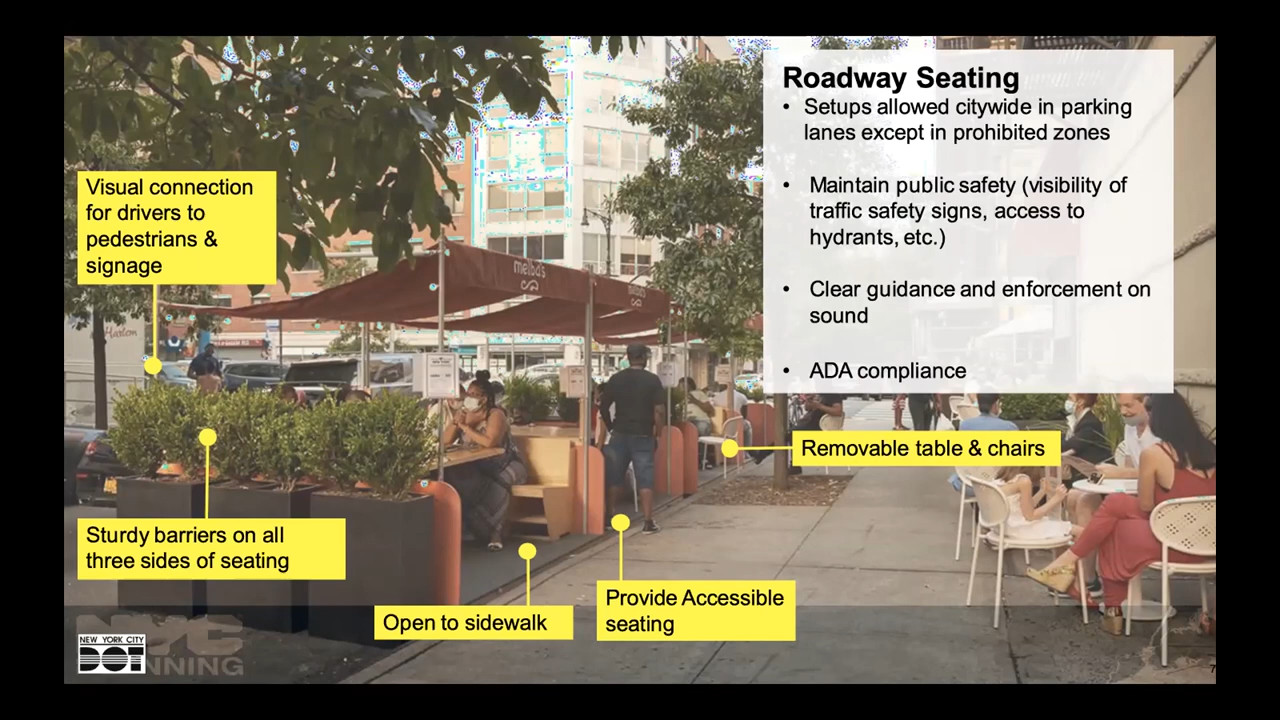 Roadway Seating
• Setups allowed citywide in parking
lanes except in prohibited zones
• Maintain public safety (visibility of
traffic safety signs, access to
hydrants, etc.)
• Clear guidance and enforcement on
sound
• ADA compliance
Visual connection
for drivers to
pedestrians &
signage
melba's
Harlem
Removable table & chairs
Sturdy barriers on all
three sides of seating
Open to sidewalk
Provide Accessible
seating
NYC
NEW YORK CITY
DOT
NNING
7